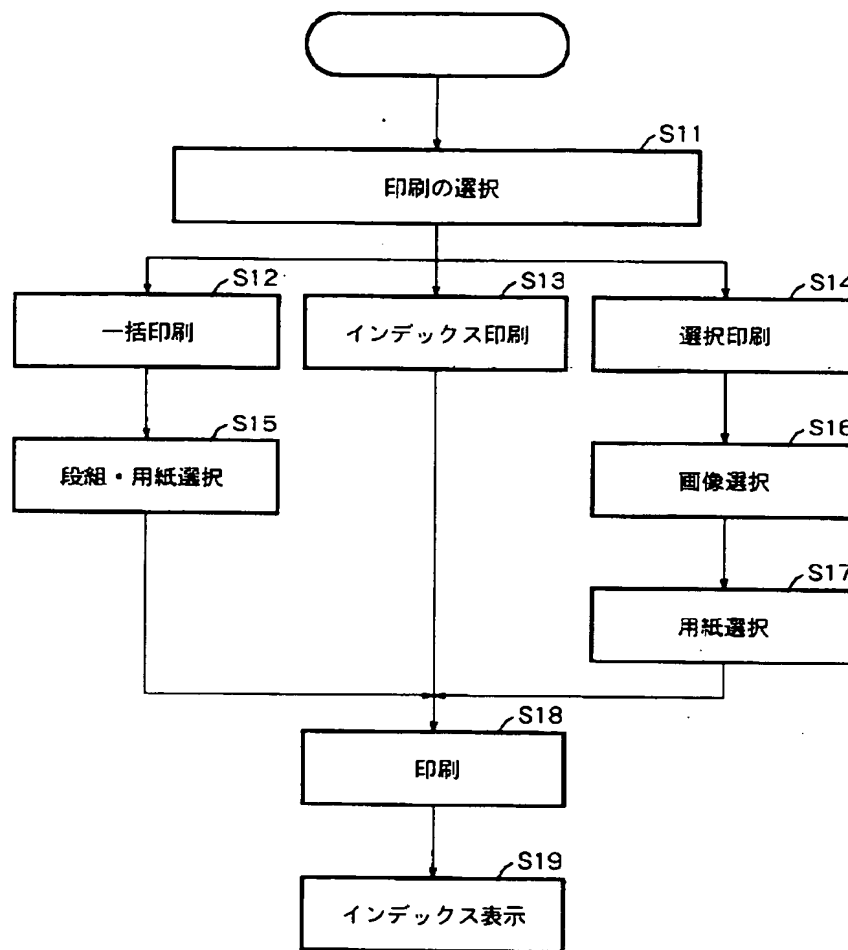 S11
印刷の選択
S12
一括印刷
S13
インデックス印刷
S14
選択印刷
S15
段組・用紙選択
S16
画像選択
S17
用紙選択
S18
印刷
S19
インデックス表示